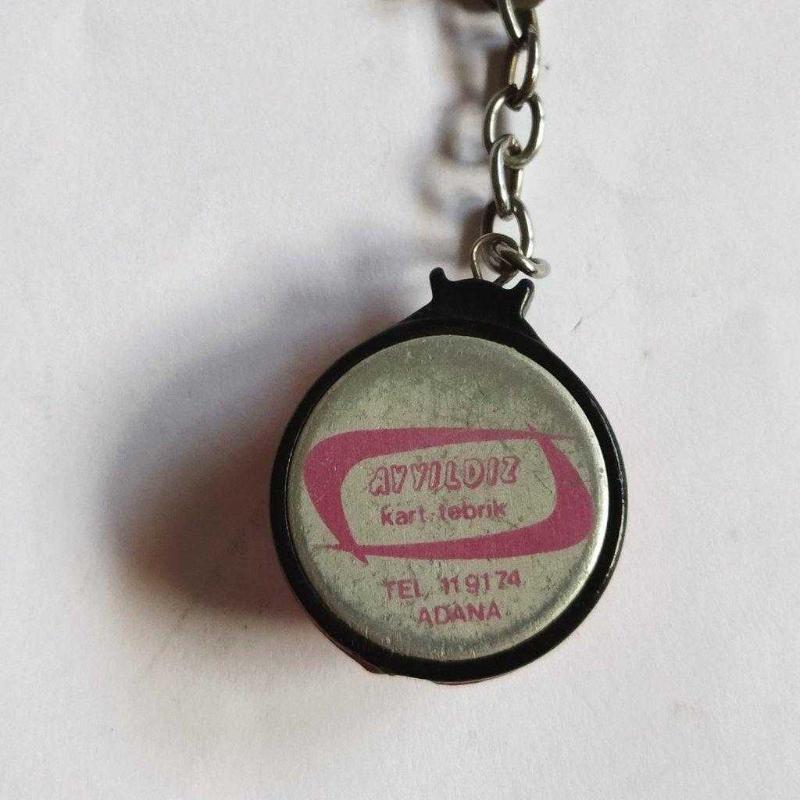 AYYILDIZ
kart. tebrik
TEL. 119174
ADANA